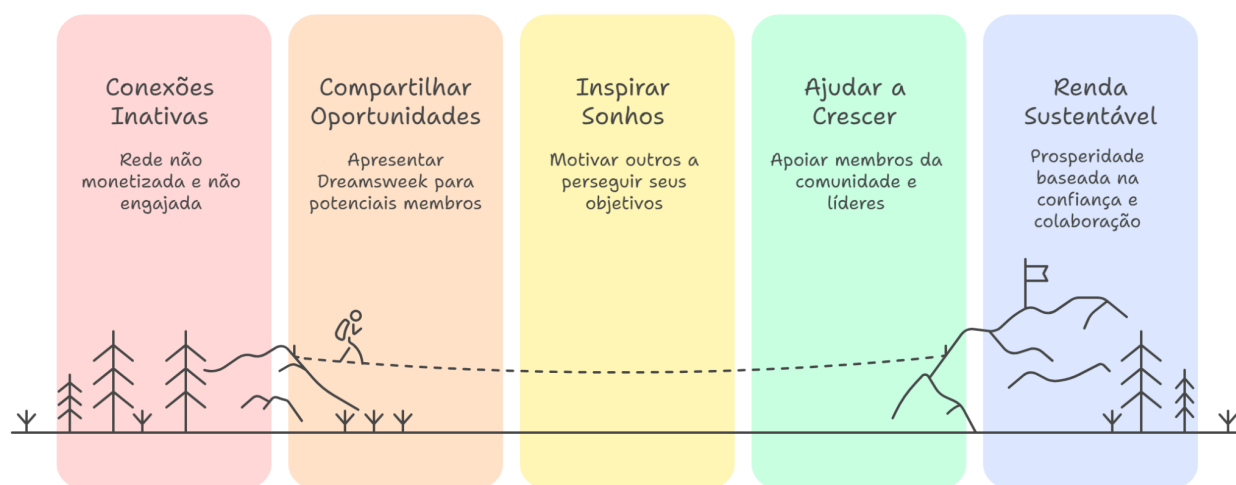 Conexões
Inativas
Rede não
monetizada e não
engajada
Compartilhar
Oportunidades
Apresentar
Dreamsweek para
potenciais membros
Inspirar
Sonhos
Motivar outros a
perseguir seus
objetivos
Ajudar a
Crescer
Apoiar membros da
comunidade e
líderes
Renda
Sustentável
Prosperidade
baseada na
confiança e
colaboração